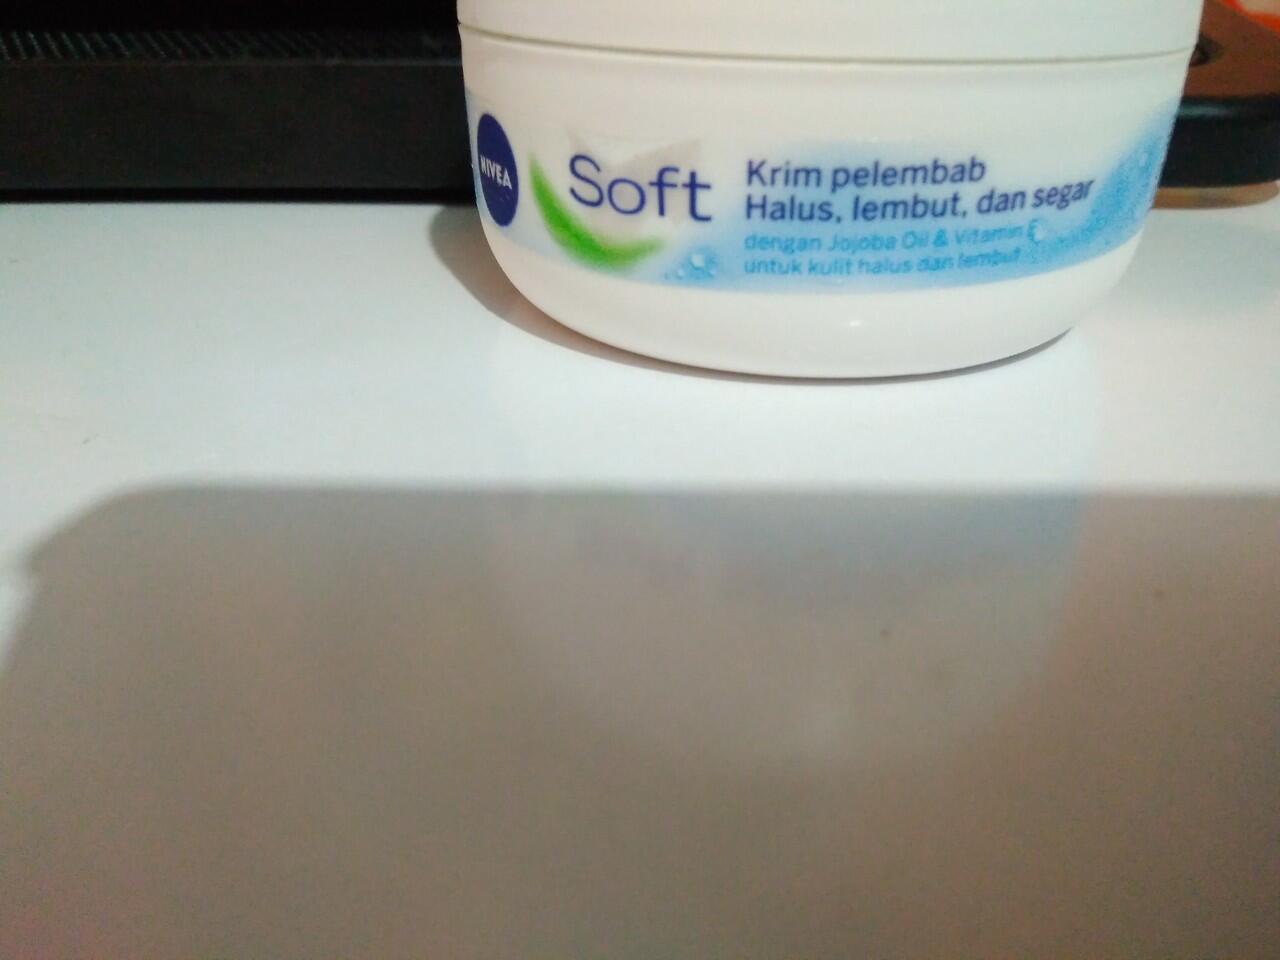 NIVEA
Soft
Krim pelembab
Halus, lembut, dan segar
dengan Jojoba Oil & Vitamin E
untuk kulit halus dan lembut